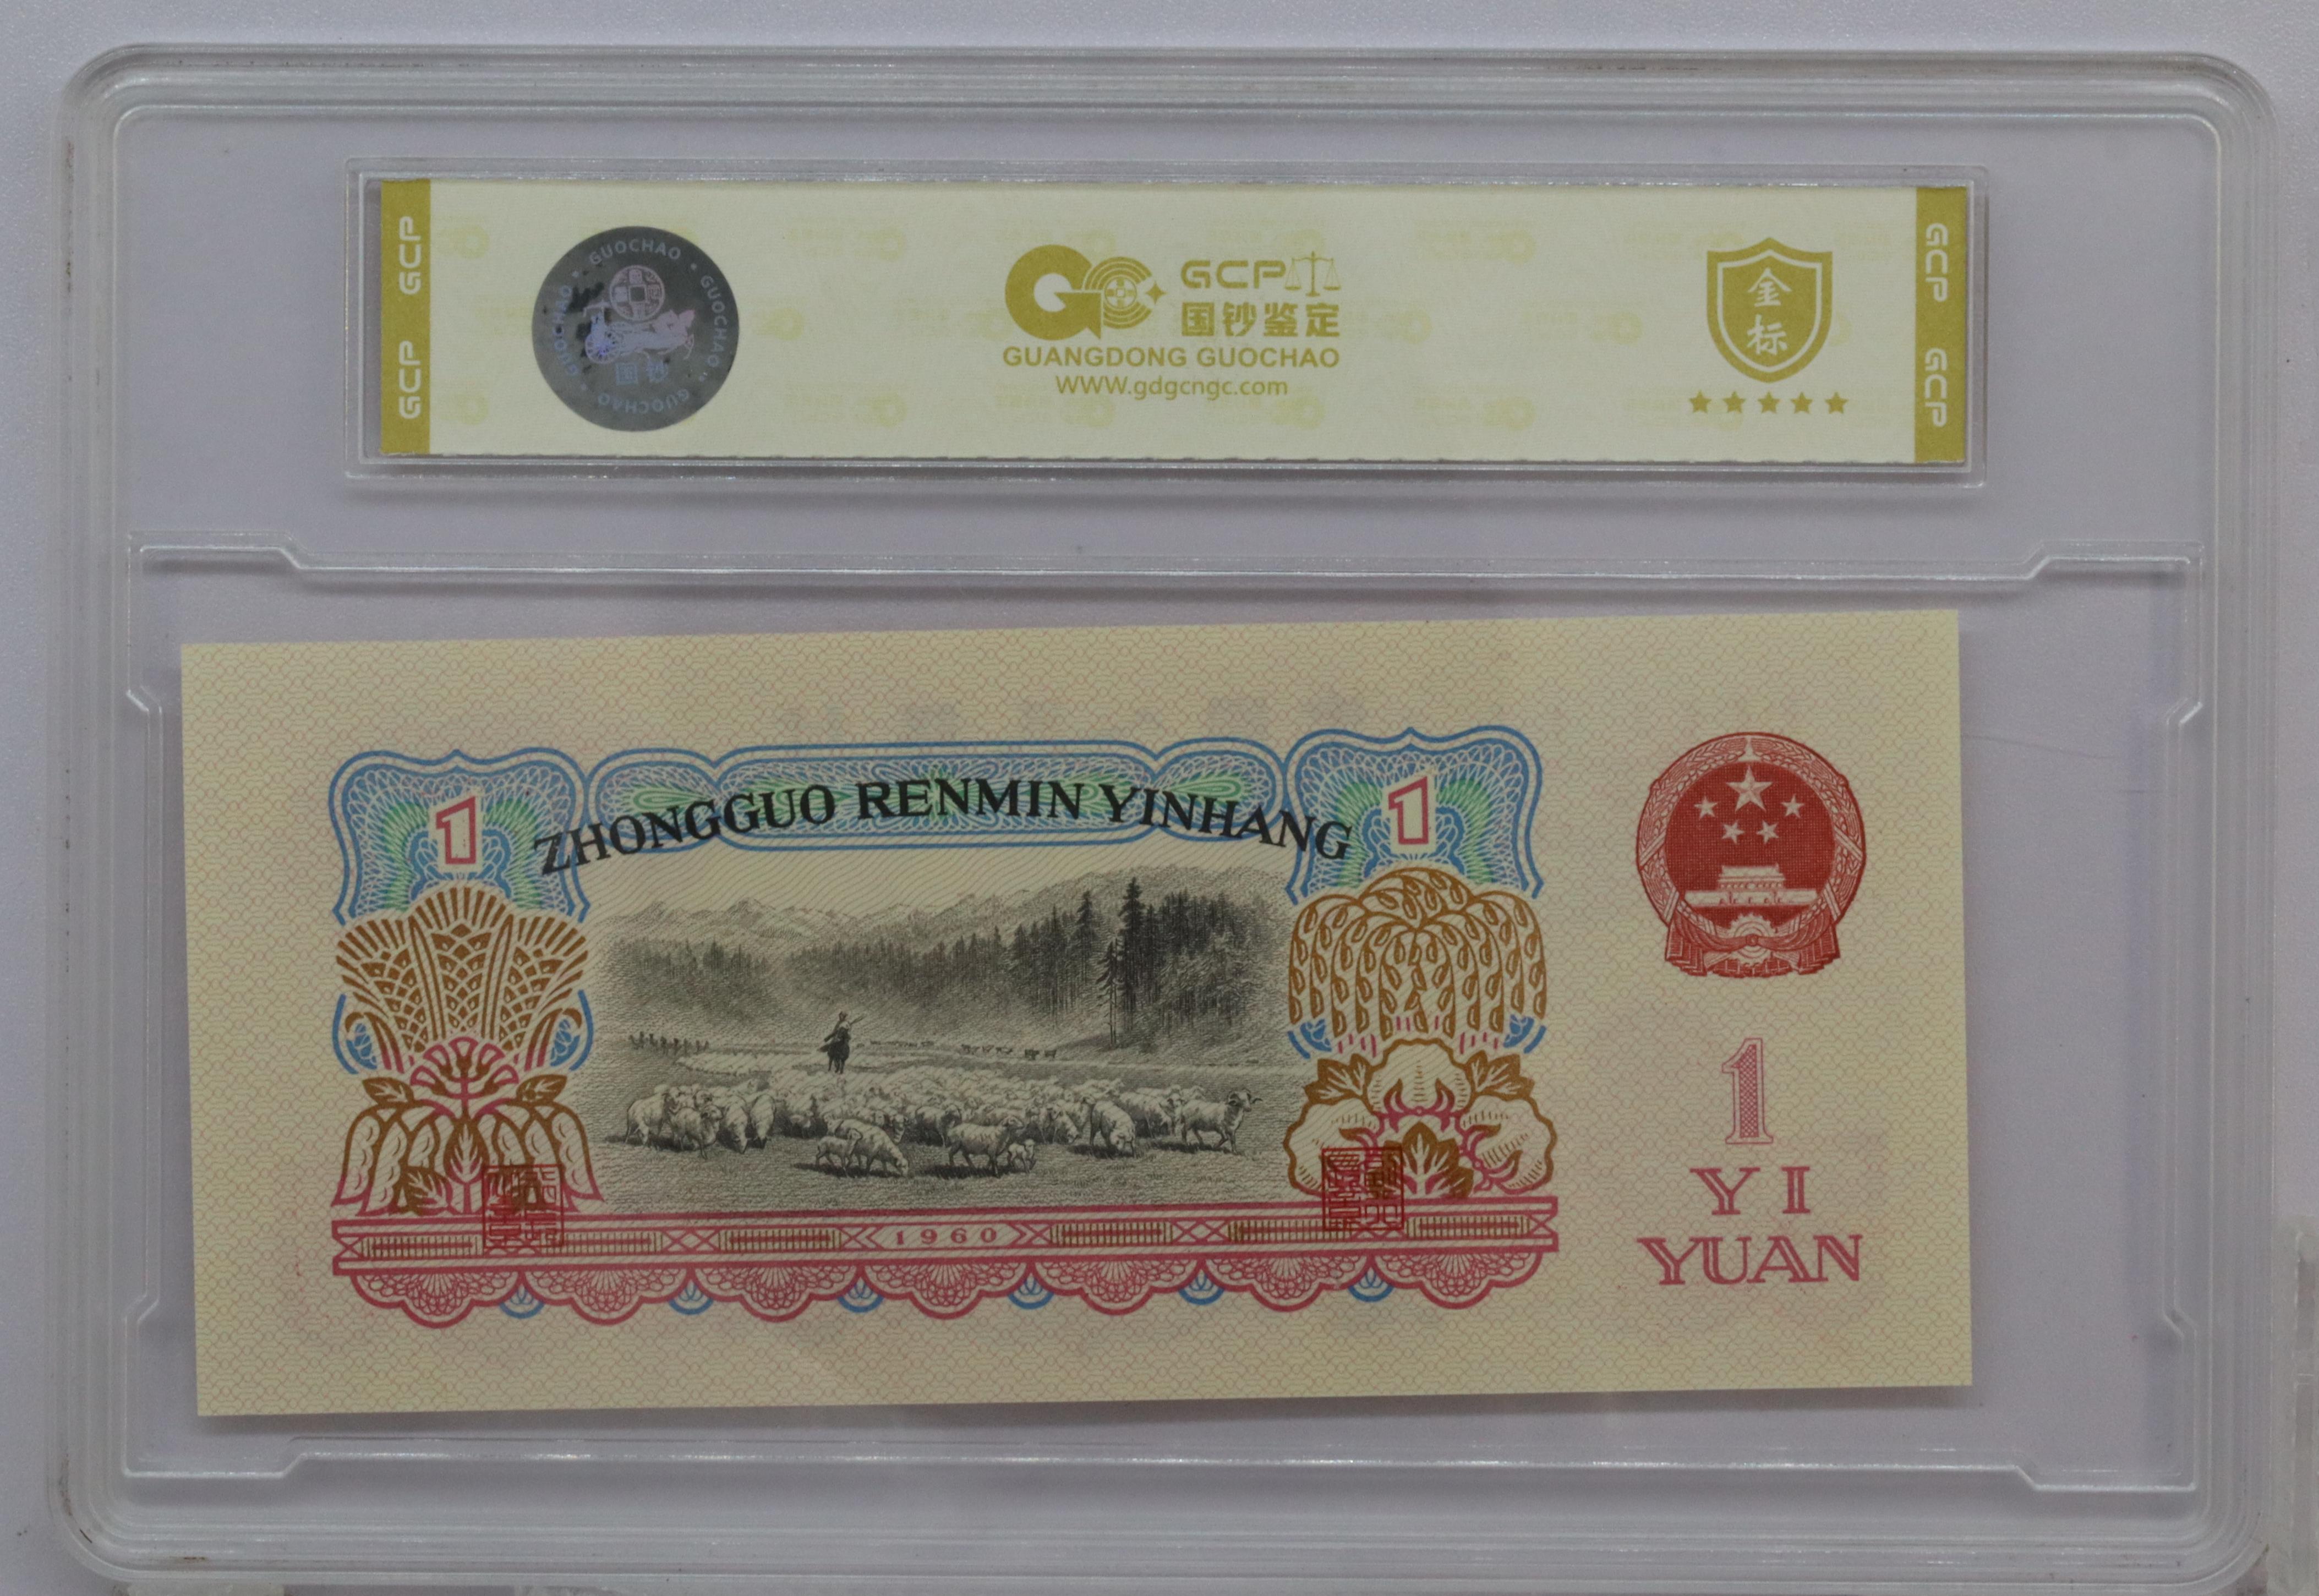 GCP GCP
GUOCHAO • GUOCHAO • GUOCHAO • GUOCHAO
国钞
GC
GCP
国钞鉴定
GUANGDONG GUOCHAO
WWW.gdgcngc.com
金
标
GCP GCP
1
ZHONGGUO RENMIN YINHANG
1
1960
1
YI
YUAN